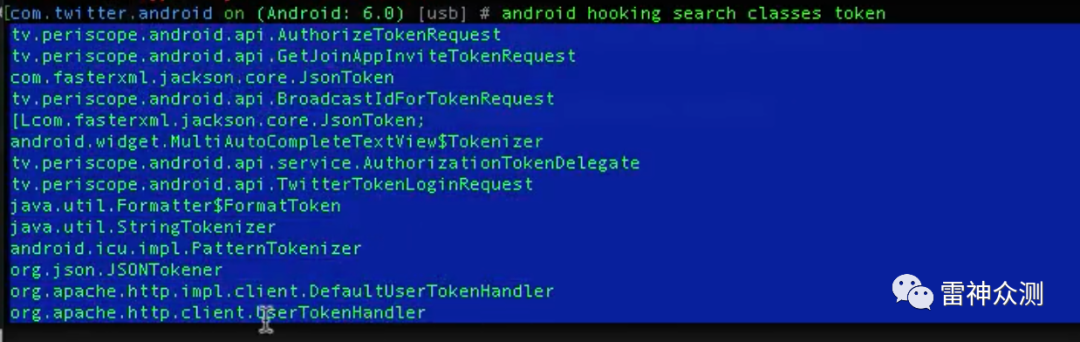 [com.twitter.android on (Android: 6.0) [usb] # android hooking search classes token
tv.periscope.android.api.AuthorizeTokenRequest
tv.periscope.android.api.GetJoinAppInviteTokenRequest
com.fasterxml.jackson.core.JsonToken
tv.periscope.android.api.BroadcastIdForTokenRequest
[Lcom.fasterxml.jackson.core.JsonToken;
android.widget.MultiAutoCompleteTextView$Tokenizer
tv.periscope.android.api.service.AuthorizationTokenDelegate
tv.periscope.android.api.TwitterTokenLoginRequest
java.util.Formatter$FormatToken
java.util.StringTokenizer
android.icu.impl.PatternTokenizer
org.json.JSONTokener
org.apache.http.impl.client.DefaultUserTokenHandler
org.apache.http.client.UserTokenHandler
雷神众测